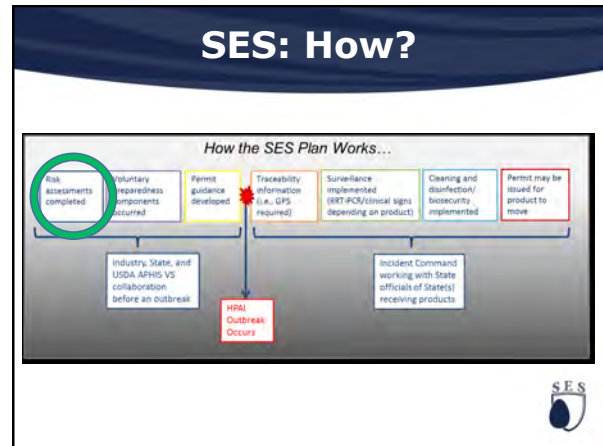 SES: How?
How the SES Plan Works...
Risk
assessments
completed
Voluntary
preparedness
components
occurred
Permit
guidance
developed
Traceability
information
(i.e., GPS
required)
Surveillance
implemented
(RRT-PCR/clinical signs
depending on product)
Cleaning and
disinfection/
biosecurity
implemented
Permit may be
issued for
product to
move
Industry, State, and
USDA APHIS VS
collaboration
before an outbreak
Incident Command
working with State
officials of State(s)
receiving products
HPAI
Outbreak
Occurs
SES